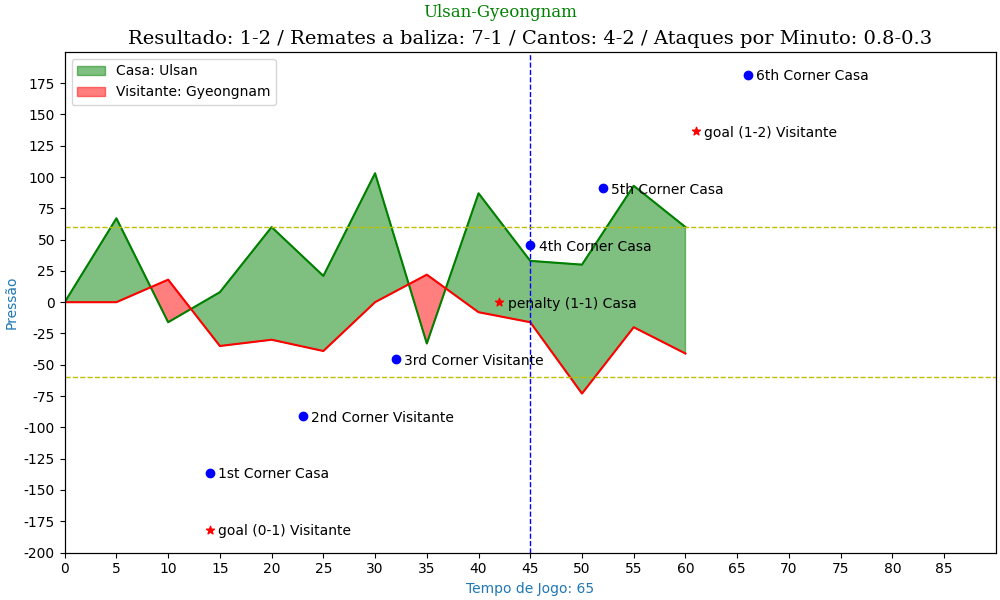 Ulsan-Gyeongnam
Resultado: 1-2 / Remates a baliza: 7-1 / Cantos: 4-2 / Ataques por Minuto: 0.8-0.3
Casa: Ulsan
Visitante: Gyeongnam
6th Corner Casa
goal (1-2) Visitante
5th Corner Casa
4th Corner Casa
penalty (1-1) Casa
3rd Corner Visitante
2nd Corner Visitante
1st Corner Casa
goal (0-1) Visitante
Pressão
175
150
125
100
75
50
25
0
-25
-50
-75
-100
-125
-150
-175
-200
0 5 10 15 20 25 30 35 40 45 50 55 60 65 70 75 80 85
Tempo de Jogo: 65